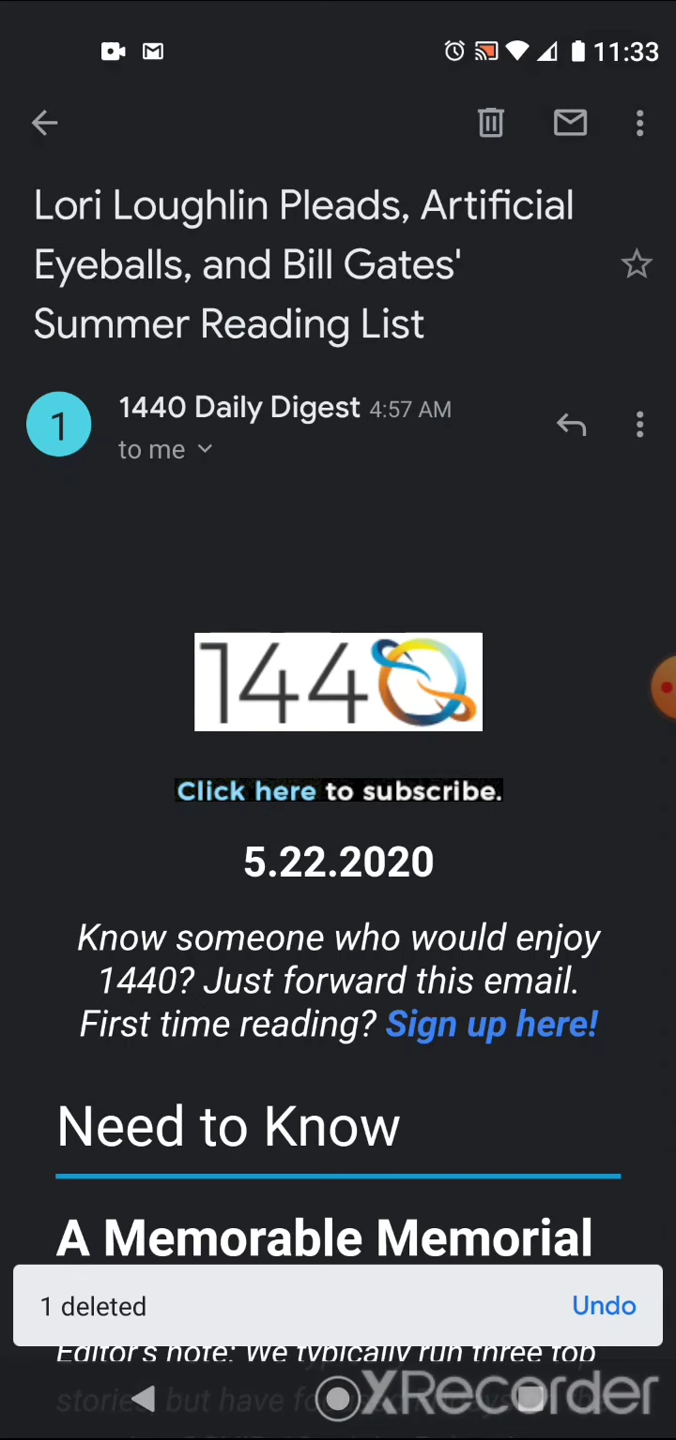 11:33
Lori Loughlin Pleads, Artificial
Eyeballs, and Bill Gates'
Summer Reading List
1
1440 Daily Digest 4:57 AM
to me
1440
Click here to subscribe.
5.22.2020
Know someone who would enjoy
1440? Just forward this email.
First time reading? Sign up here!
Need to Know
A Memorable Memorial
1 deleted
Undo
Editor's note: We typically run three top
stories, but have
XRecorder